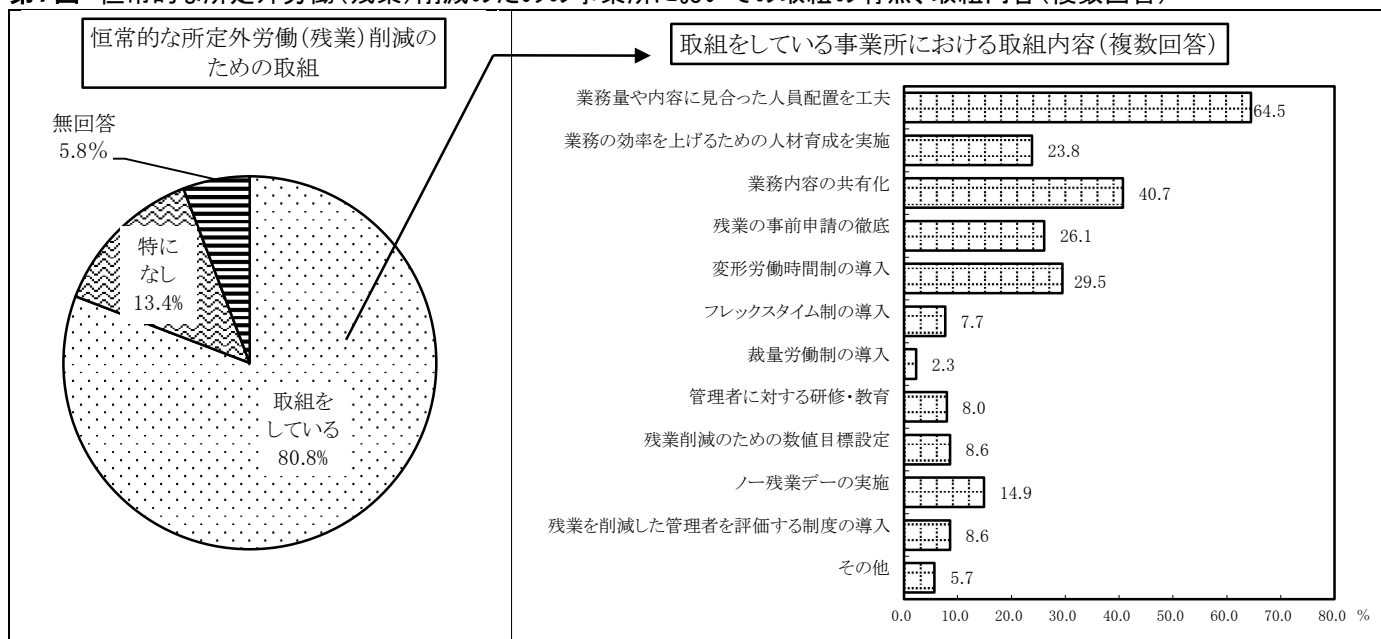 恒常的な所定外労働(残業)削減の
ための取組
無回答
5.8%
特に
なし
13.4%
取組を
している
80.8%
取組をしている事業所における取組内容(複数回答)
業務量や内容に見合った人員配置を工夫 64.5
業務の効率を上げるための人材育成を実施 23.8
業務内容の共有化 40.7
残業の事前申請の徹底 26.1
変形労働時間制の導入 29.5
フレックスタイム制の導入 7.7
裁量労働制の導入 2.3
管理者に対する研修・教育 8.0
残業削減のための数値目標設定 8.6
ノー残業デーの実施 14.9
残業を削減した管理者を評価する制度の導入 8.6
その他 5.7
0.0 10.0 20.0 30.0 40.0 50.0 60.0 70.0 80.0 %